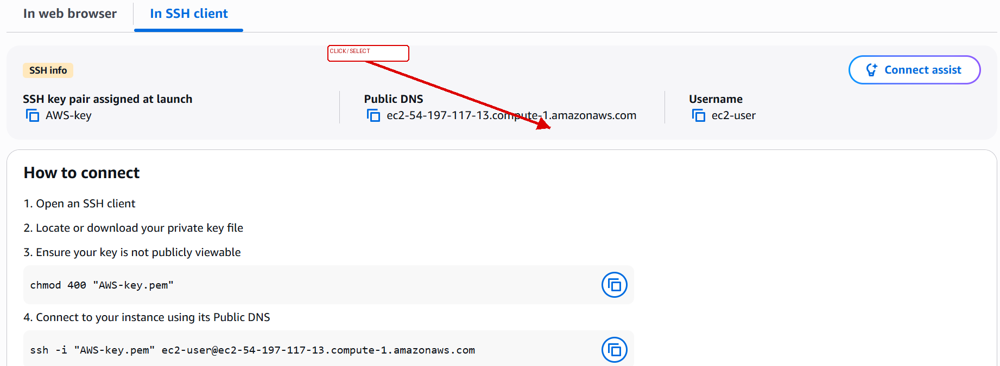 In web browser
In SSH client
CLICK/ SELECT
SSH info
Connect assist
SSH key pair assigned at launch
AWS-key
Public DNS
ec2-54-197-117-13.compute-1.amazonaws.com
Username
ec2-user
How to connect
1. Open an SSH client
2. Locate or download your private key file
3. Ensure your key is not publicly viewable
chmod 400 "AWS-key.pem"
4. Connect to your instance using its Public DNS
ssh -i "AWS-key.pem" ec2-user@ec2-54-197-117-13.compute-1.amazonaws.com